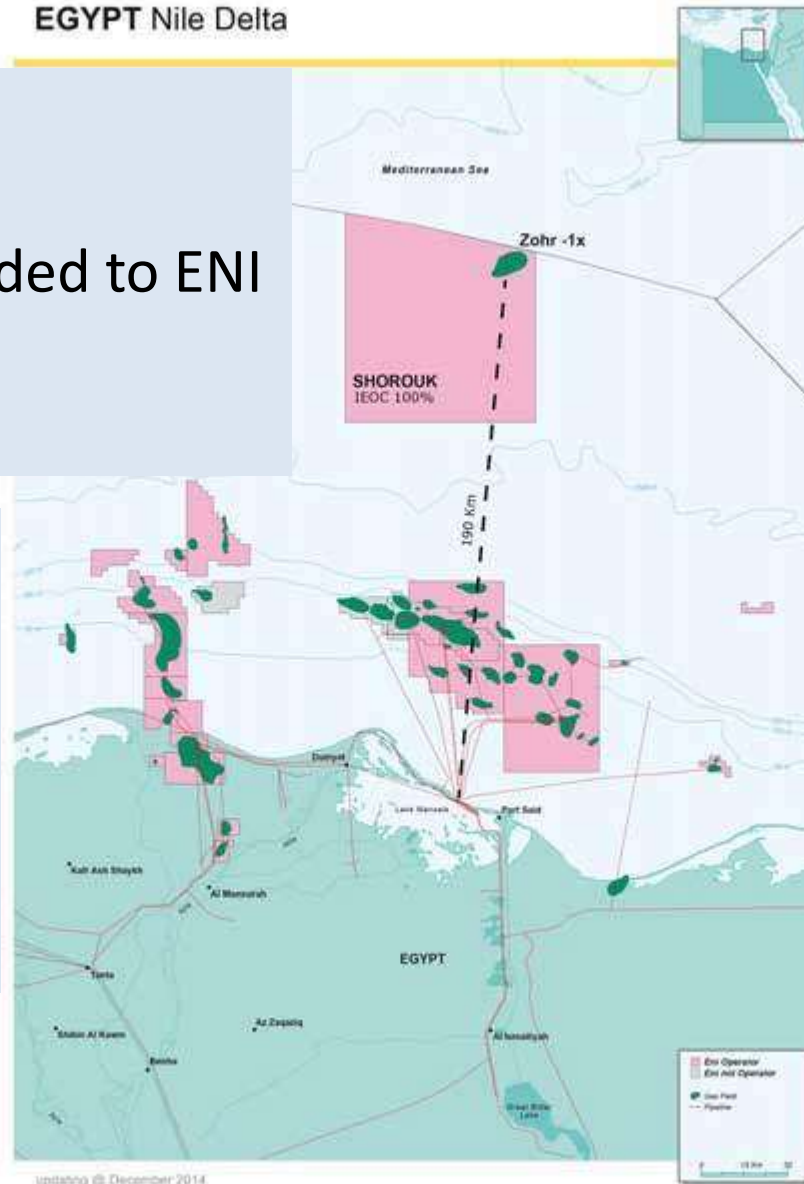 EGYPT Nile Delta
Mediterranean Sea
ded to ENI
Zohr -1x
SHOROUK
IEOC 100%
190 Km
Dumyat
Lake Manzala
Port Said
Kafr Ash Shaykh
Al Mansurah
EGYPT
Tanta
Shibin Al Kawm
Az Zaqaziq
Al Ismailiyah
Benha
Great Bitter
Lake
Eni Operator
Eni not Operator
Gas Field
Pipeline
updating @ December 2014